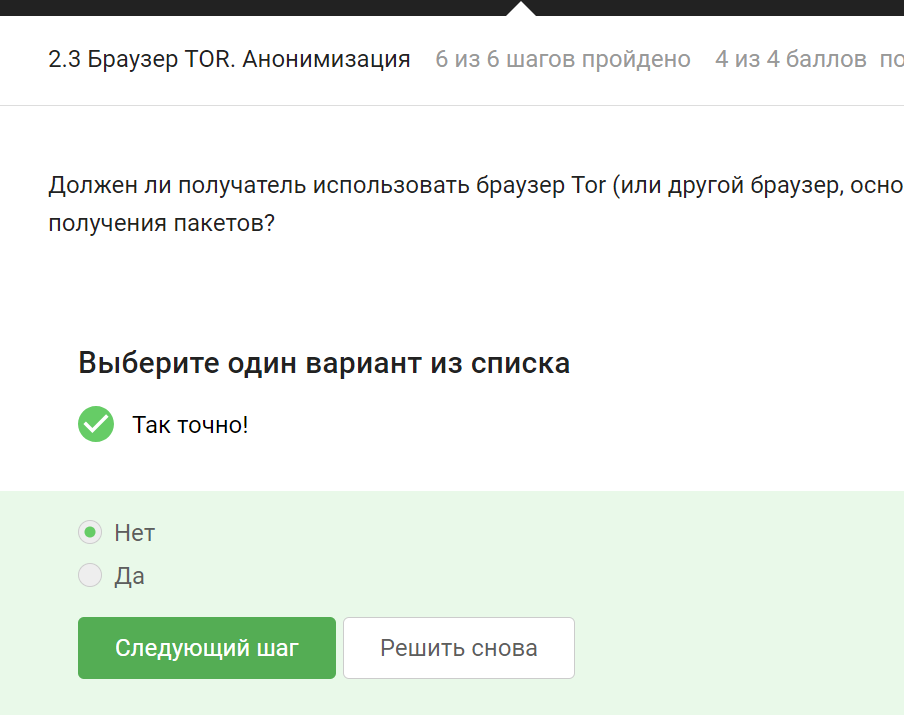 2.3 Браузер TOR. Анонимизация 6 из 6 шагов пройдено 4 из 4 баллов
Должен ли получатель использовать браузер Tor (или другой браузер,
получения пакетов?
Выберите один вариант из списка
Так точно!
Нет
Да
Следующий шаг Решить снова